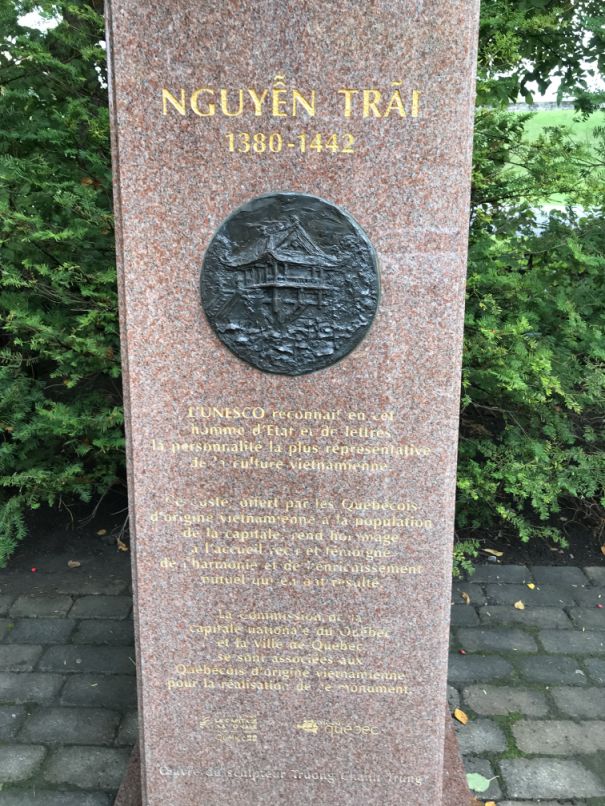 NGUYỄN TRÃI
1380-1442
L'UNESCO reconnaît en cet
homme d'État et de lettres
la personnalité la plus représentative
de la culture vietnamienne
Ce buste, offert par les Québécois
d'origine vietnamienne à la population
de la capitale, rend hommage
à l'accueil reçu et témoigne
de l'harmonie et de l'enrichissement
mutuel qui en ont résulté.
La Commission de la
capitale nationale du Québec
et la Ville de Québec
se sont associées aux
Québécois d'origine vietnamienne
pour la réalisation de ce monument.
québec
Œuvre du sculpteur Truong Chanh Trung